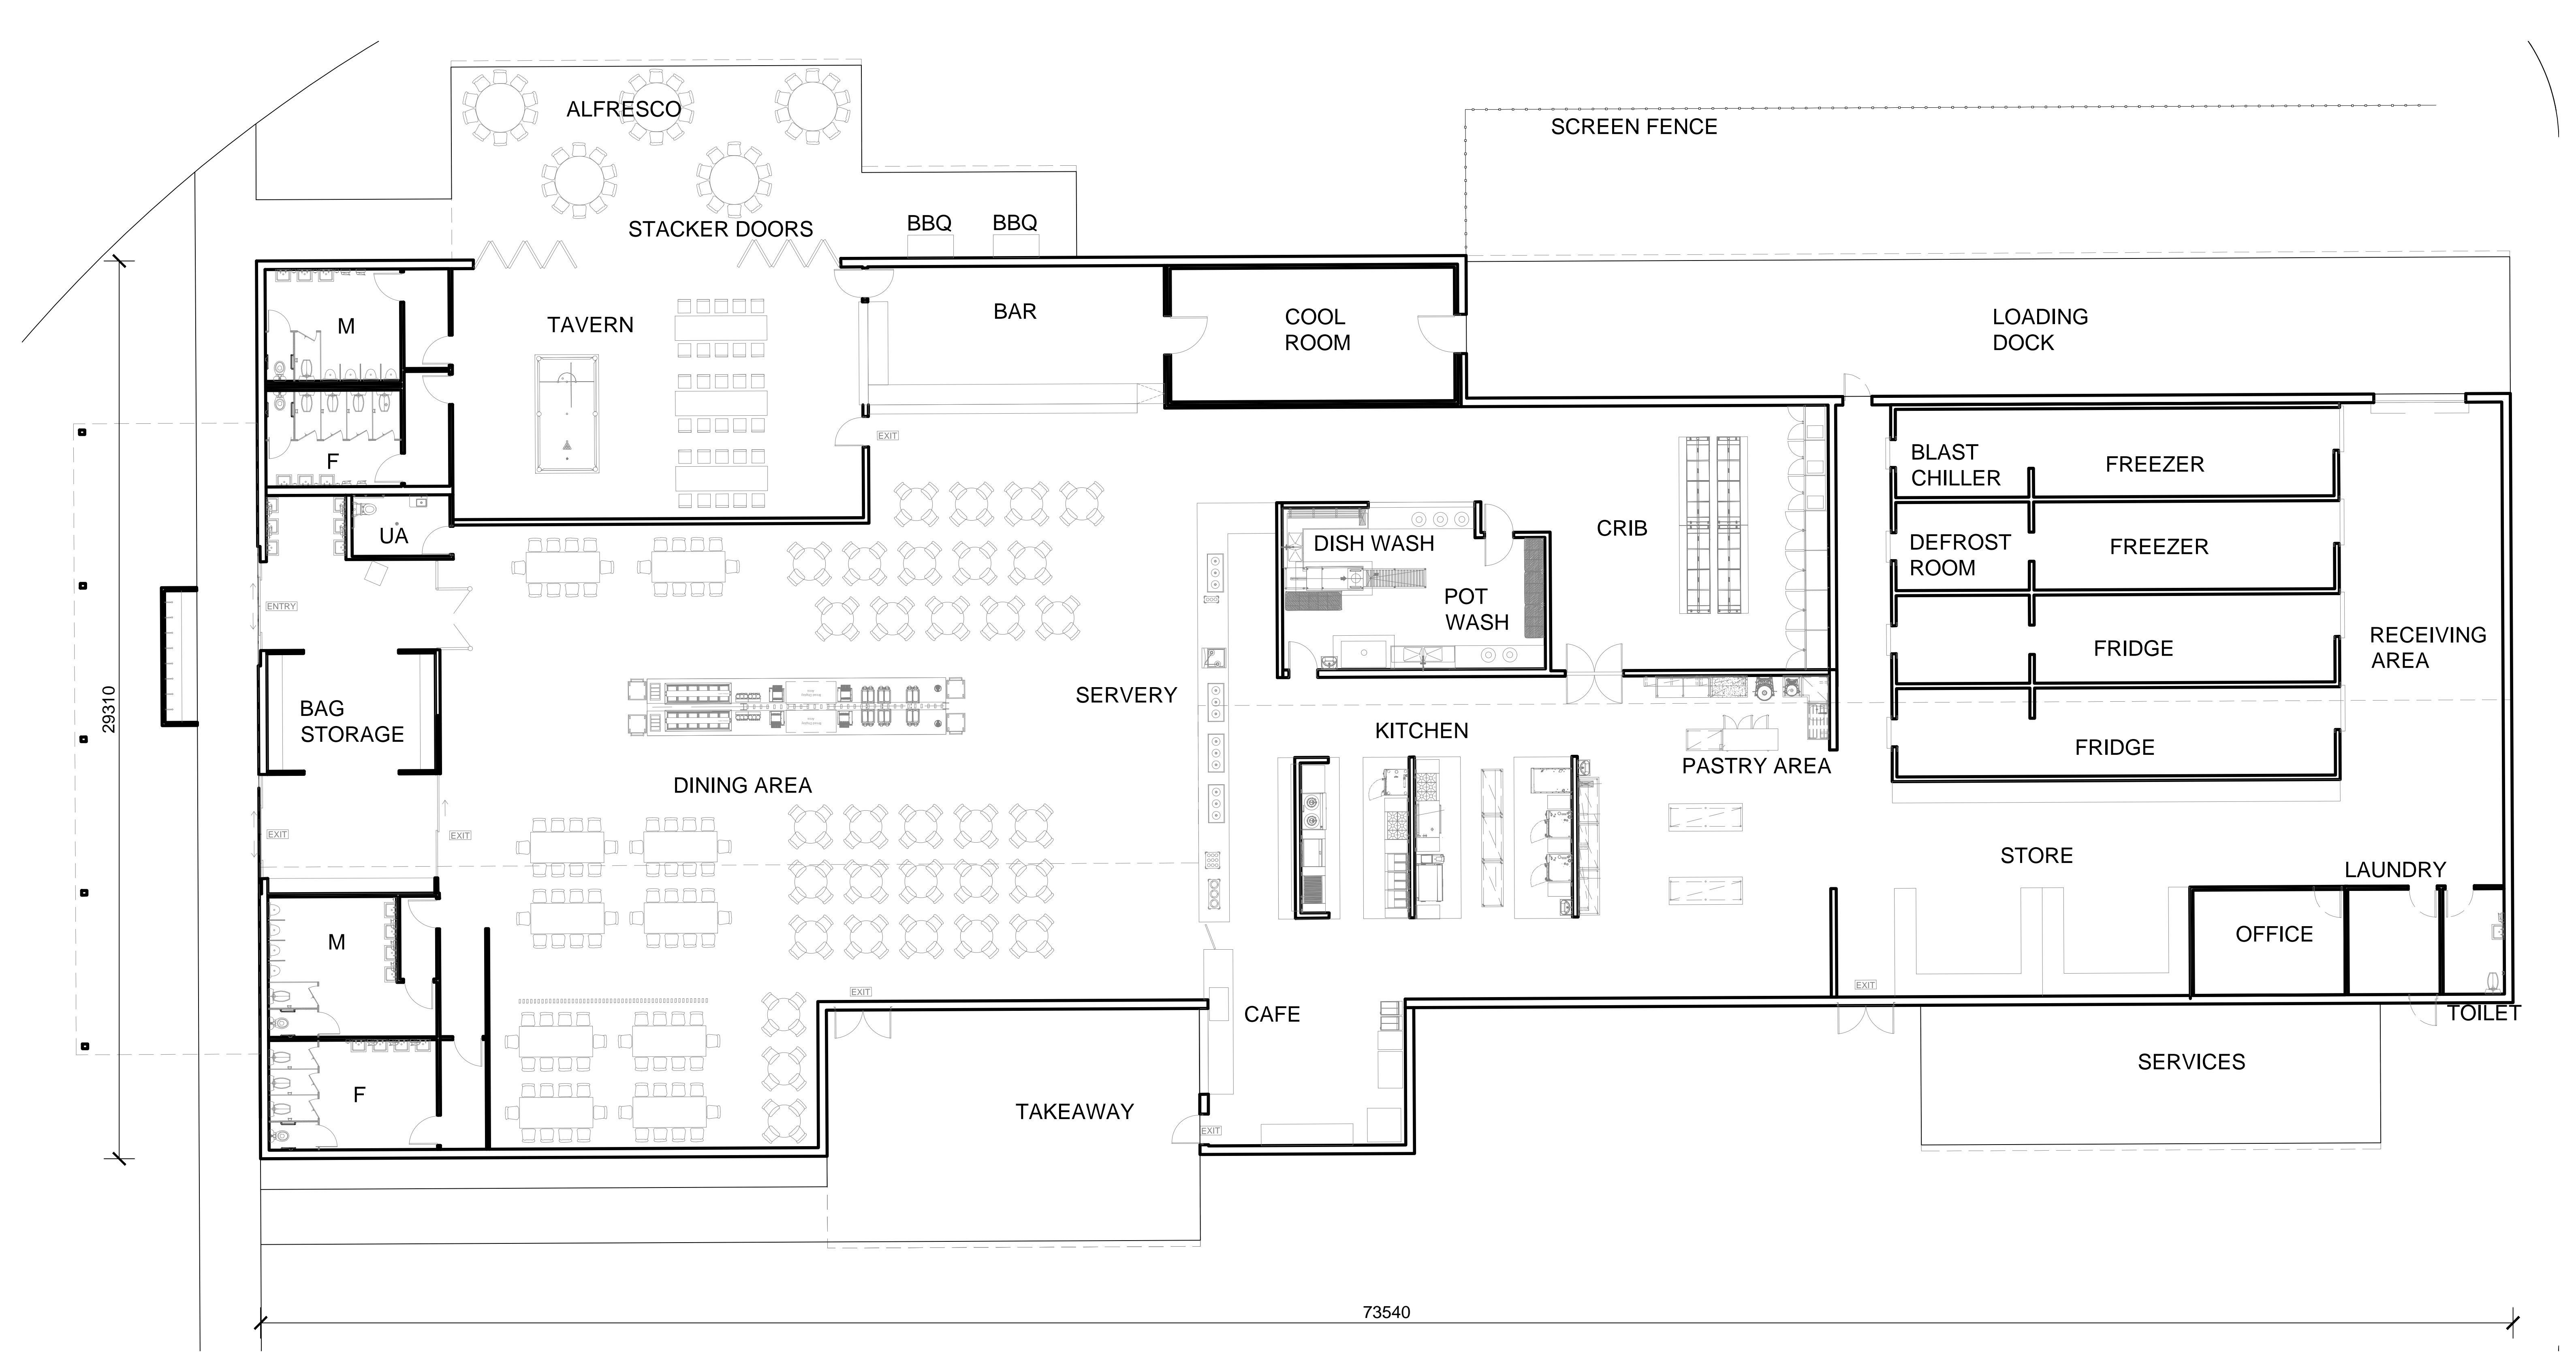 ALFRESCO
SCREEN FENCE
STACKER DOORS
BBQ
BBQ
M
TAVERN
BAR
COOL
ROOM
LOADING
DOCK
F
EXIT
BLAST
CHILLER
FREEZER
UA
DISH WASH
CRIB
DEFROST
ROOM
FREEZER
ENTRY
POT
WASH
FRIDGE
RECEIVING
AREA
29310
BAG
STORAGE
SERVERY
KITCHEN
FRIDGE
DINING AREA
PASTRY AREA
EXIT
EXIT
STORE
LAUNDRY
M
OFFICE
EXIT
EXIT
CAFE
TOILET
F
TAKEAWAY
EXIT
SERVICES
73540